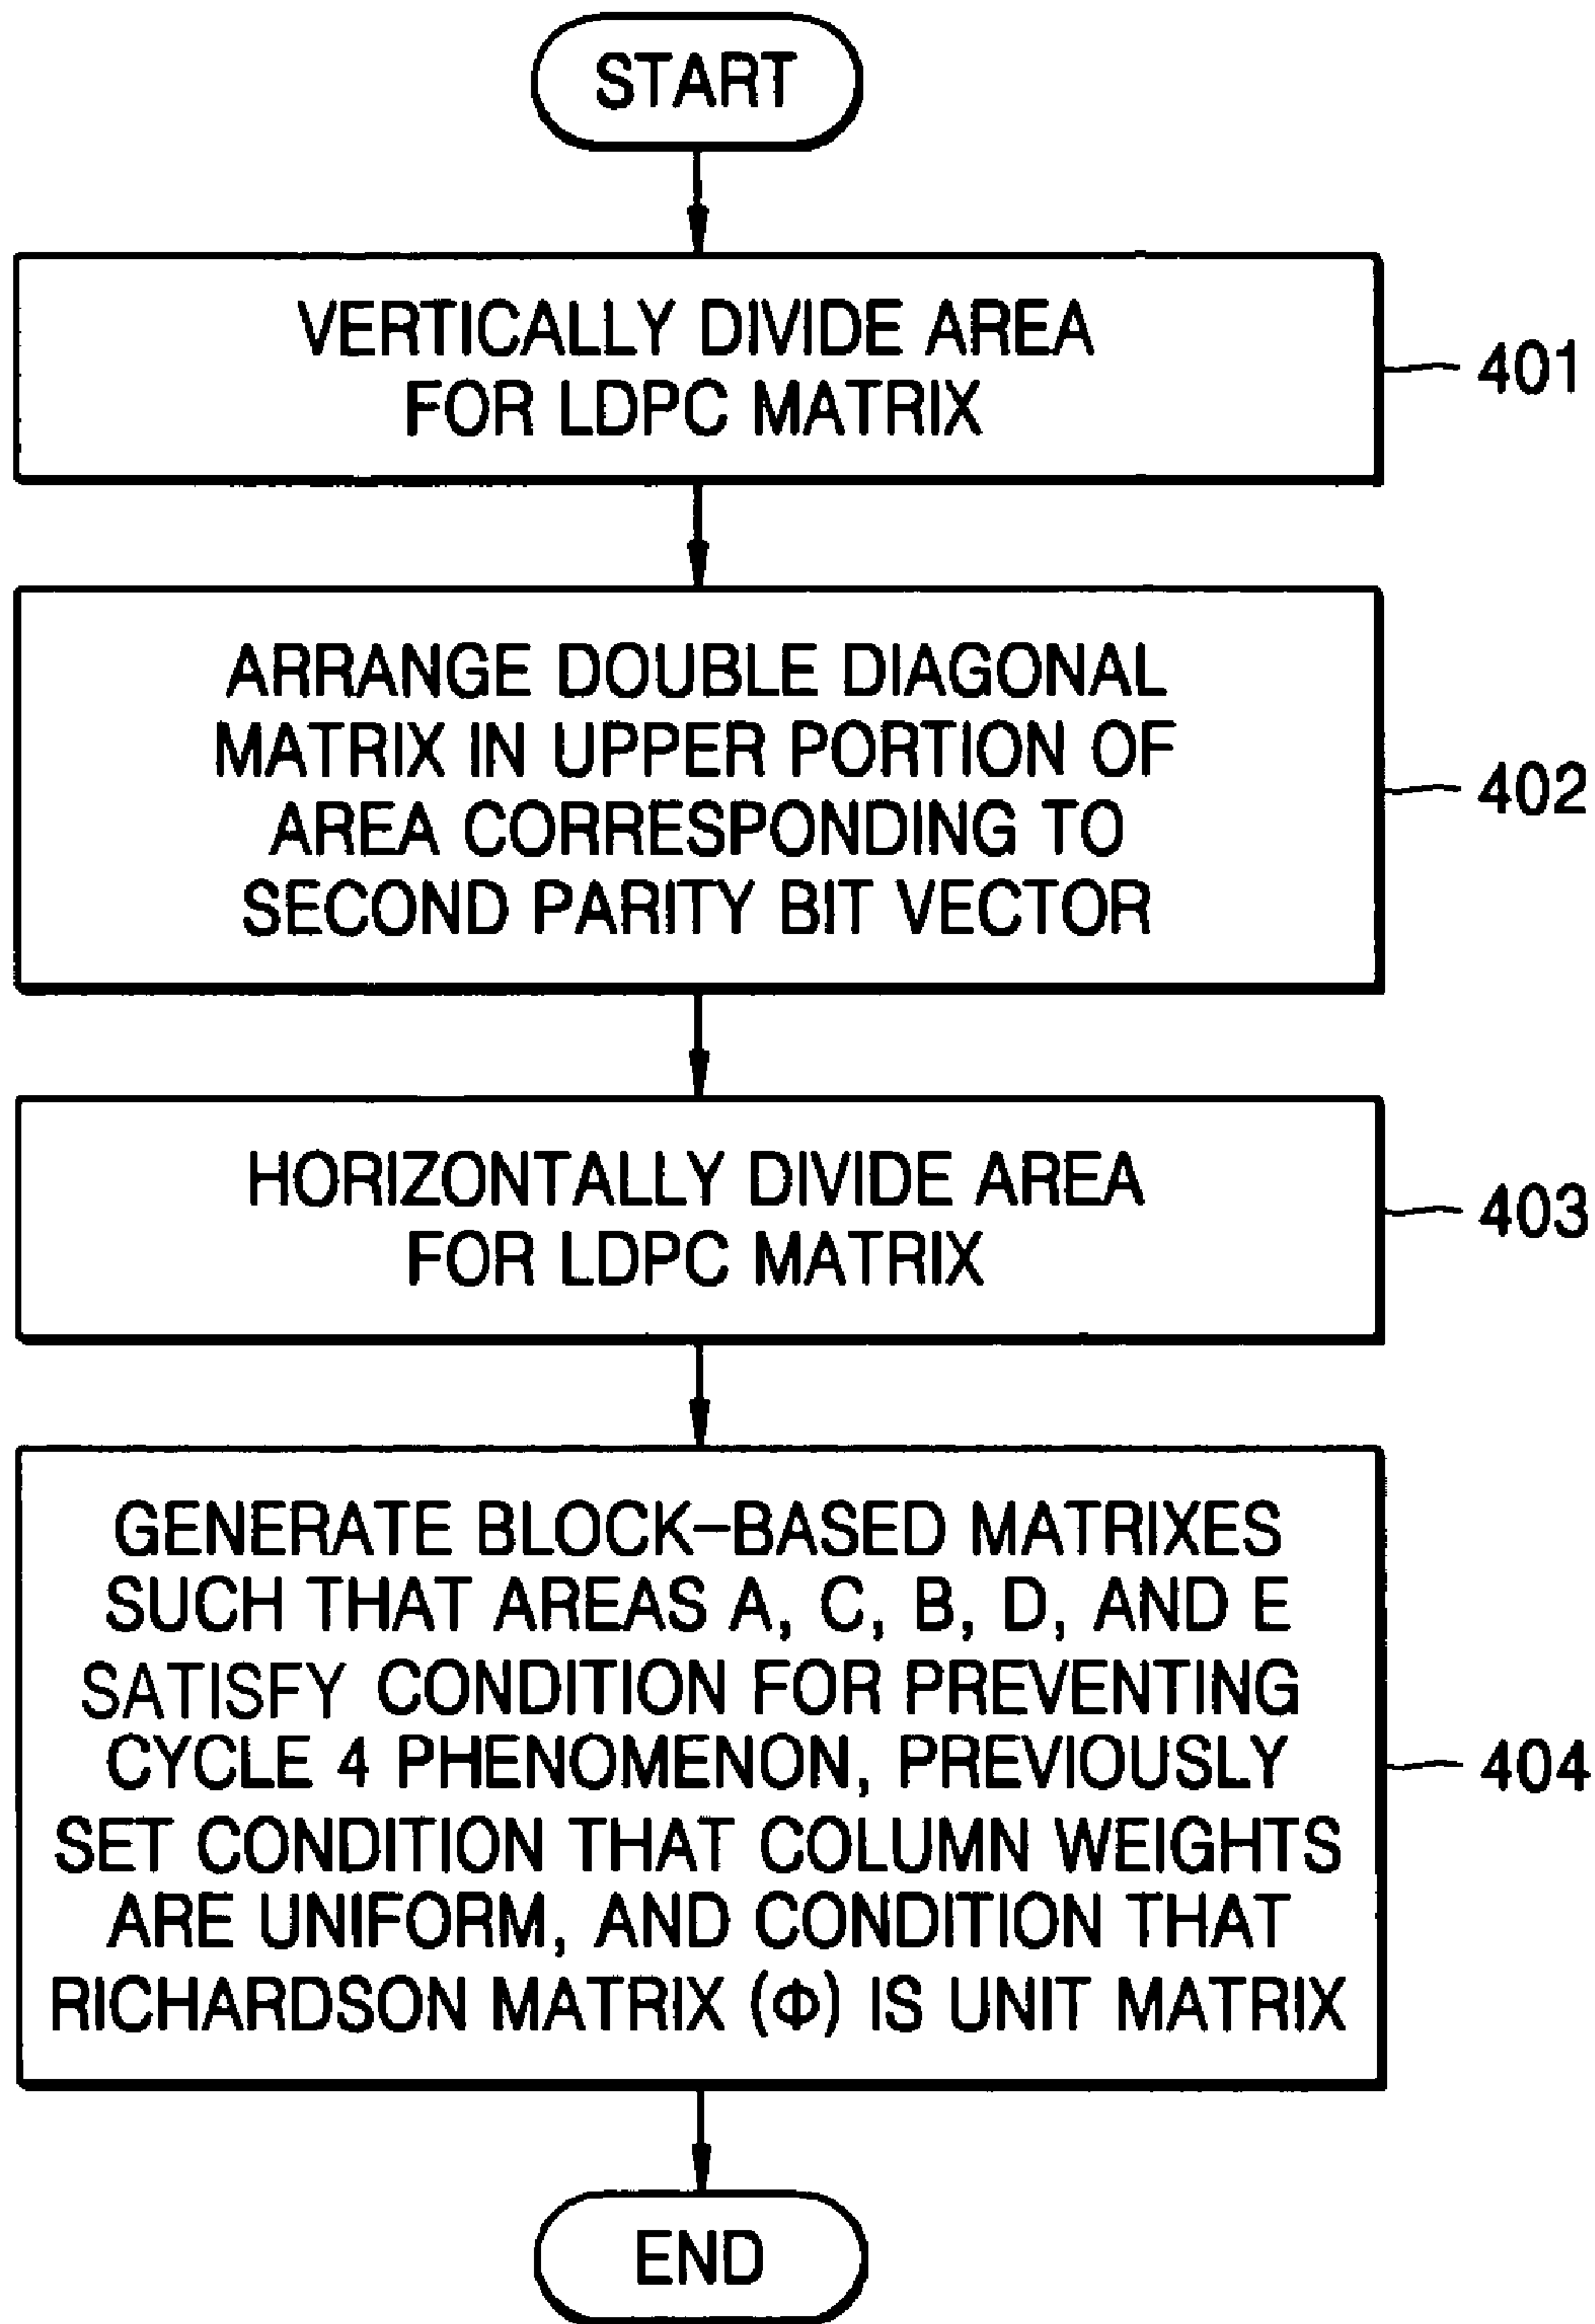 START
VERTICALLY DIVIDE AREA
FOR LDPC MATRIX
401
ARRANGE DOUBLE DIAGONAL
MATRIX IN UPPER PORTION OF
AREA CORRESPONDING TO
SECOND PARITY BIT VECTOR
402
HORIZONTALLY DIVIDE AREA
FOR LDPC MATRIX
403
GENERATE BLOCK-BASED MATRIXES
SUCH THAT AREAS A, C, B, D, AND E
SATISFY CONDITION FOR PREVENTING
CYCLE 4 PHENOMENON, PREVIOUSLY
SET CONDITION THAT COLUMN WEIGHTS
ARE UNIFORM, AND CONDITION THAT
RICHARDSON MATRIX (Φ) IS UNIT MATRIX
404
END